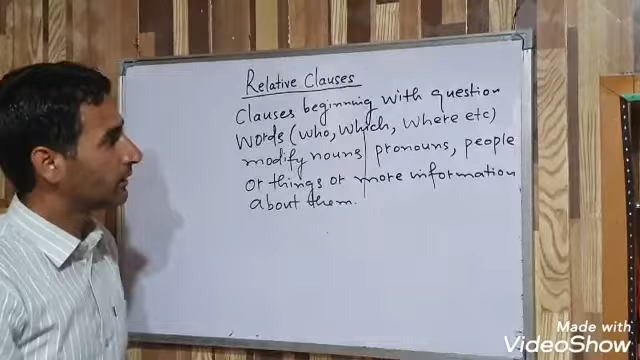 Relative Clauses
Clauses beginning with question
Words (who, which, where etc)
modify nouns pronouns, people
or things or more information
about them.
Made with
VideoShow